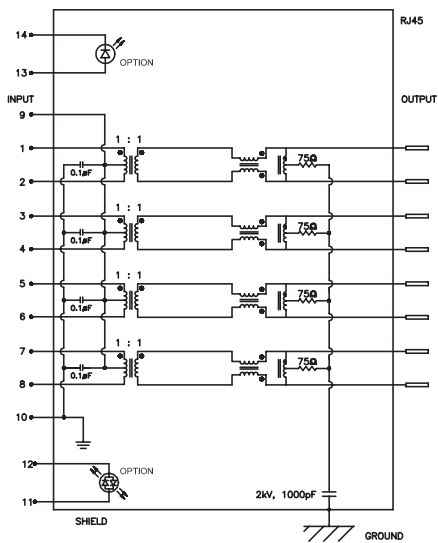 RJ45
14
OPTION
13
INPUT
OUTPUT
9
1 : 1
1
75Ω
0.1µF
2
1 : 1
3
75Ω
0.1µF
4
1 : 1
5
75Ω
0.1µF
6
1 : 1
7
75Ω
0.1µF
8
10
12
OPTION
11
2kV, 1000pF
SHIELD
GROUND